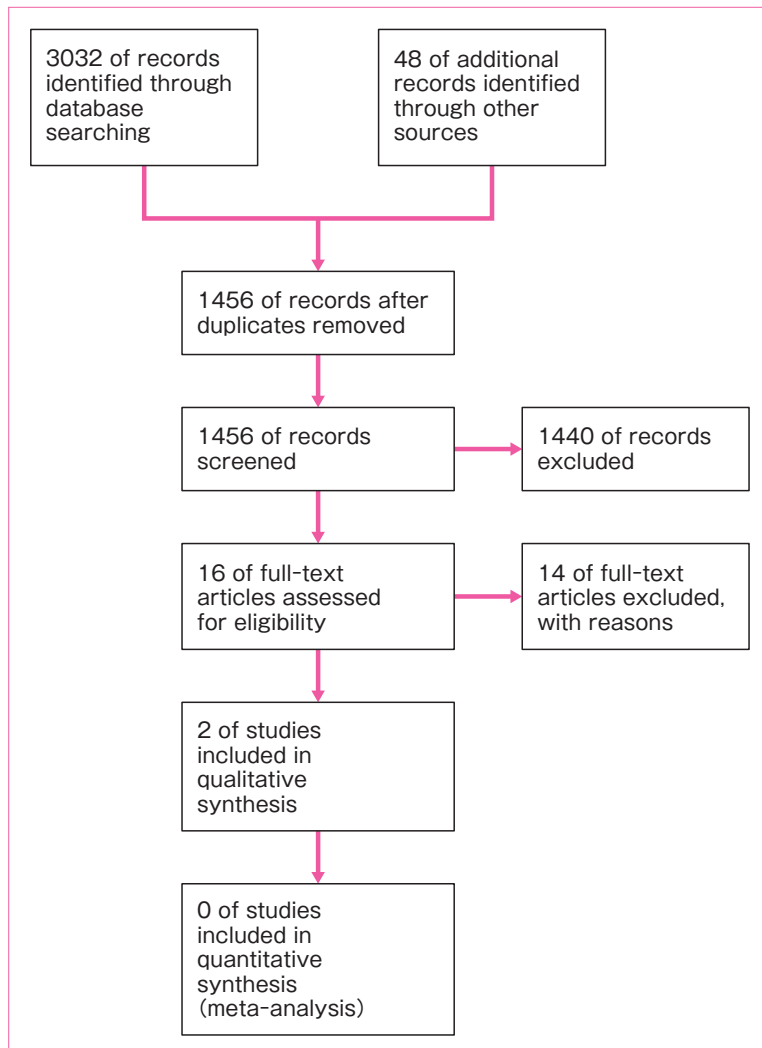 3032 of records
identified through
database
searching
48 of additional
records identified
through other
sources
1456 of records after
duplicates removed
1456 of records
screened
1440 of records
excluded
16 of full-text
articles assessed
for eligibility
14 of full-text
articles excluded,
with reasons
2 of studies
included in
qualitative
synthesis
0 of studies
included in
quantitative
synthesis
(meta-analysis)